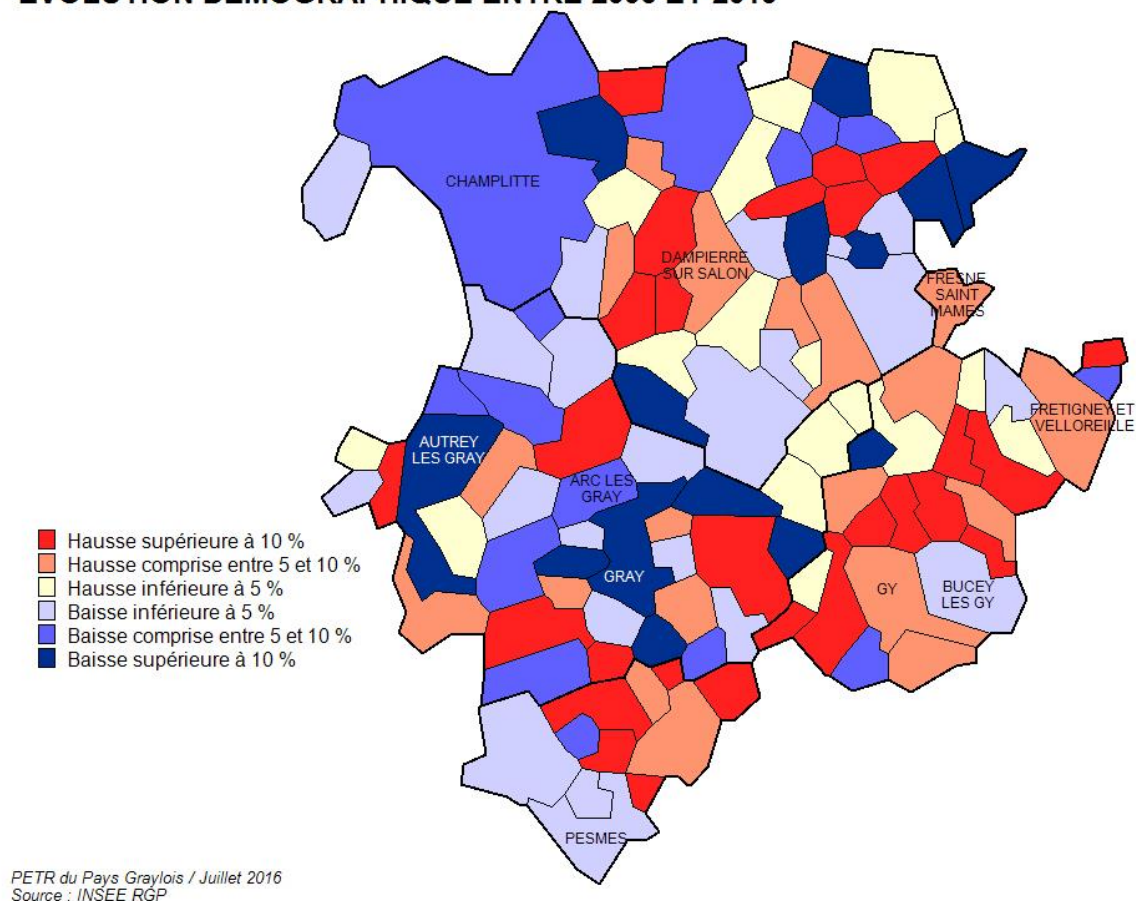 CHAMPLITTE
DAMPIERRE
SUR SALON
FRESNE
SAINT
MAMES
FRETIGNEY ET
VELLOREILLE
AUTREY
LES GRAY
ARC LES
GRAY
GRAY
GY
BUCEY
LES GY
PESMES
Hausse supérieure à 10 %
Hausse comprise entre 5 et 10 %
Hausse inférieure à 5 %
Baisse inférieure à 5 %
Baisse comprise entre 5 et 10 %
Baisse supérieure à 10 %
PETR du Pays Graylois / Juillet 2016
Source : INSEE RGP